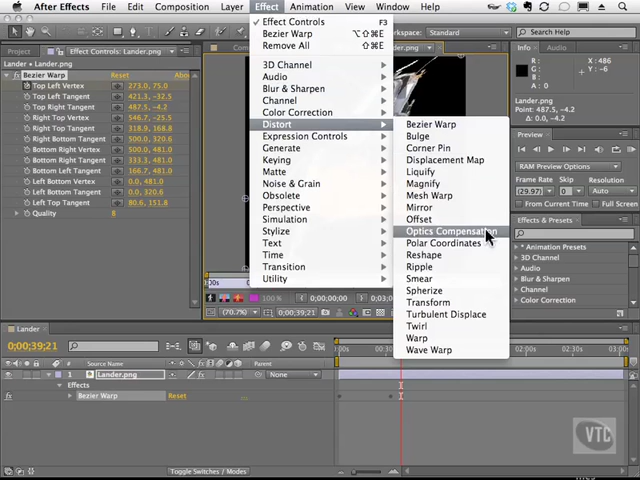 After Effects File Edit Composition Layer Effect Animation View Window Help
Project Effect Controls: Lander.png
Lander • Lander.png
Bezier Warp Reset Abou
Top Left Vertex 273.0, 75.0
Top Left Tangent 421.3, -32.5
Top Right Tangent 487.5, -4.2
Right Top Vertex 546.7, -25.5
Right Top Tangent 318.9, 168.8
Right Bottom Tangent 500.0, 320.6
Right Bottom Vertex 500.0, 481.0
Bottom Right Tangent 333.3, 481.0
Bottom Left Tangent 166.7, 481.0
Left Bottom Vertex 0.0, 481.0
Left Bottom Tangent 0.0, 320.6
Left Top Tangent 80.6, 151.8
Quality 8
Effect Controls F3
Bezier Warp ⌥⇧⌘E
Remove All ⇧⌘E
3D Channel
Audio
Blur & Sharpen
Channel
Color Correction
Distort
Expression Controls
Generate
Keying
Matte
Noise & Grain
Obsolete
Perspective
Simulation
Stylize
Text
Time
Transition
Utility
Bezier Warp
Bulge
Corner Pin
Displacement Map
Liquify
Magnify
Mesh Warp
Mirror
Offset
Optics Compensation
Polar Coordinates
Reshape
Ripple
Smear
Spherize
Transform
Turbulent Displace
Twirl
Warp
Wave Warp
nder.png
Info Audio
R :
G :
B :
A : 0
X : 486
Y : -6
Lander.png
Position: 487.5, -4.2
Δ: 0.0, 0.0
Preview
RAM Preview Options
Frame Rate Skip Resolution
(29.97) 0
From Current Time Full Screen
Effects & Presets
* Animation Presets
3D Channel
Audio
Blur & Sharpen
Channel
Color Correction
0:00s
100 % 0;00;00;00
(70.7%)
Lander
0;00;39;21
# Source Name Parent
1 Lander.png None
Effects
Bezier Warp Reset
Toggle Switches / Modes
00s 00:30s 02:00s
VTC